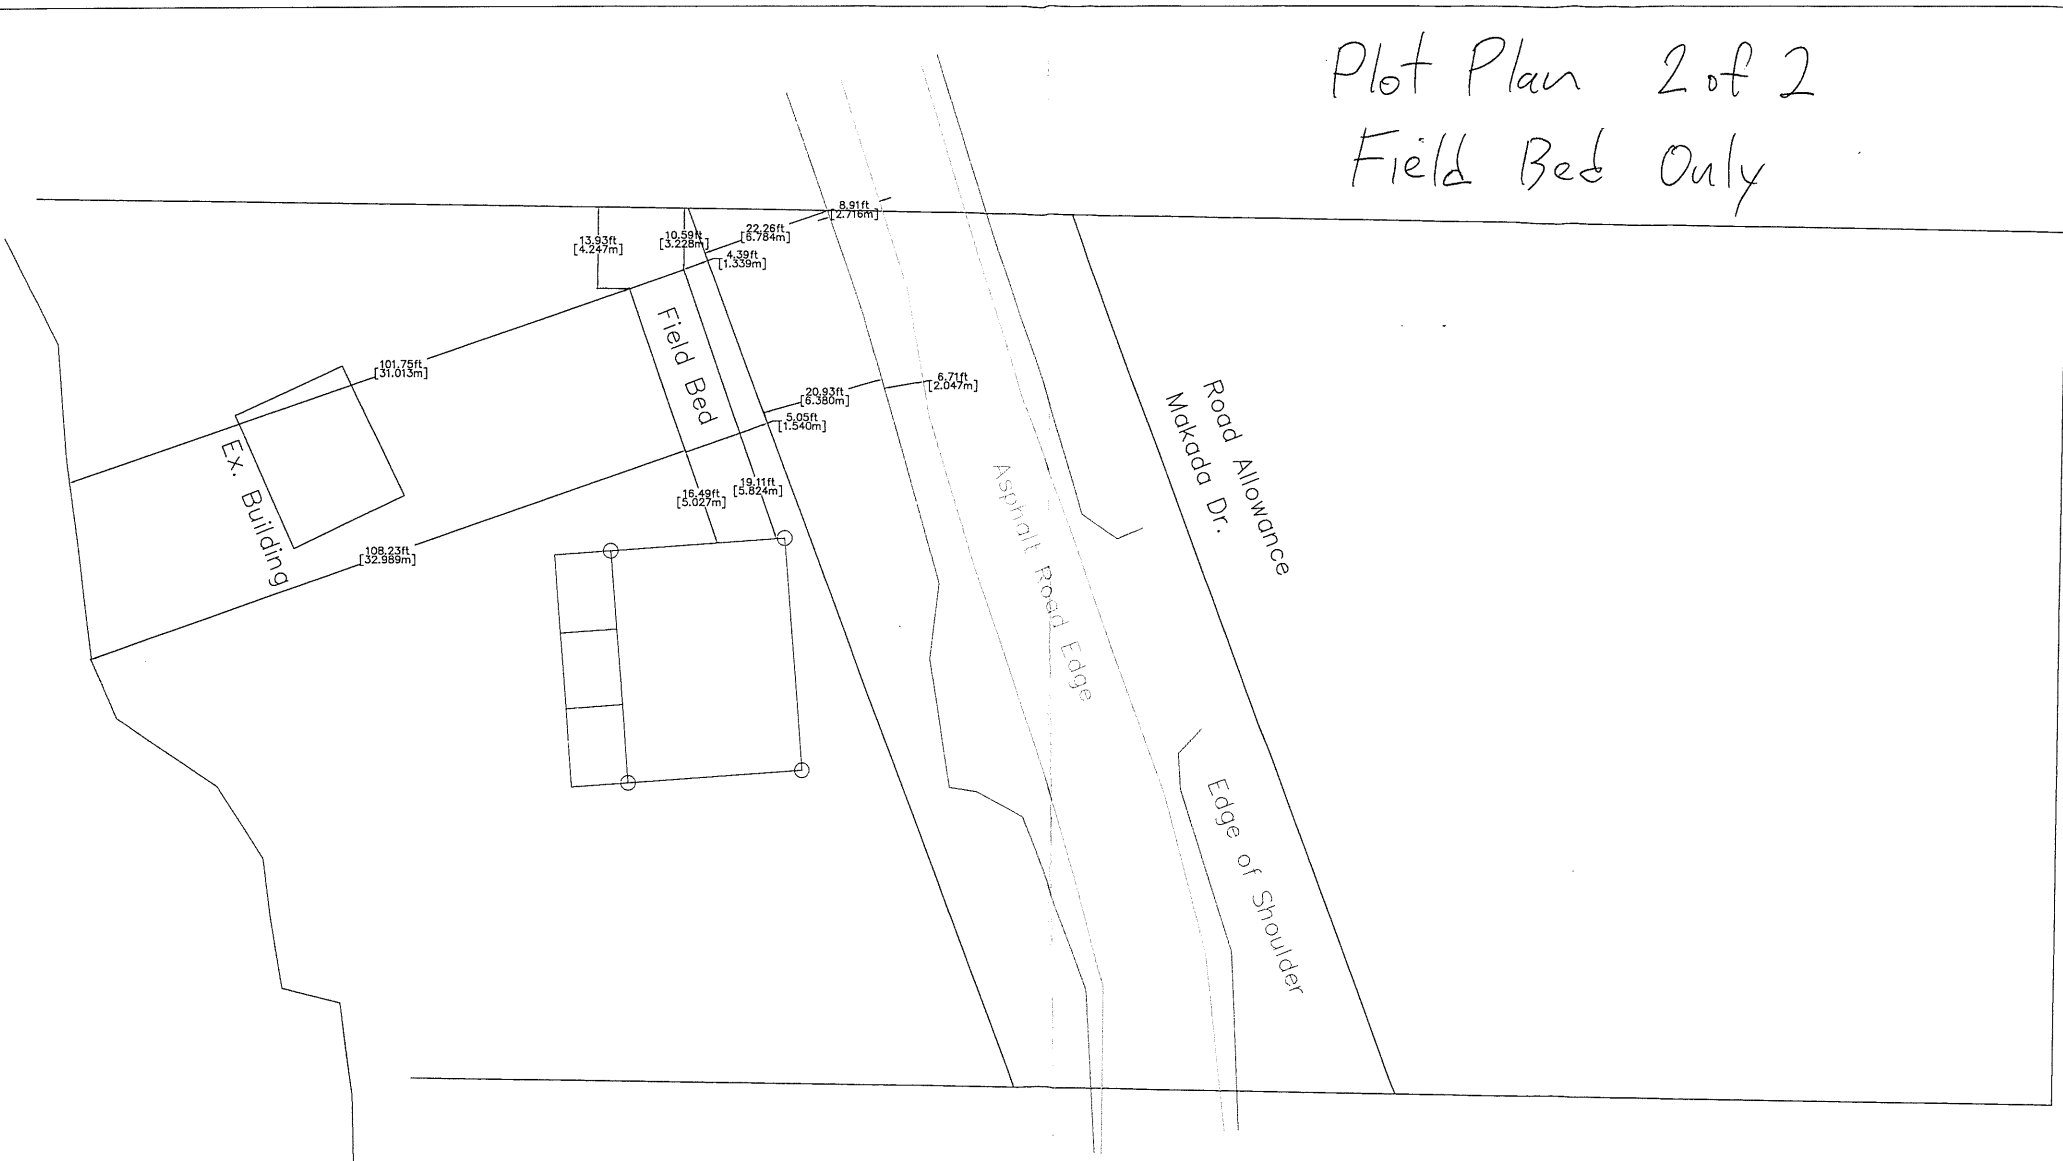 Plot Plan 2 of 2
Field Bed Only
8.91ft
[2.716m]
13.93ft
[4.247m]
10.59ft
[3.228m]
22.26ft
[6.784m]
4.39ft
[1.339m]
Field Bed
101.75ft
[31.013m]
20.93ft
[6.380m]
6.71ft
[2.047m]
5.05ft
[1.540m]
Road Allowance
Makada Dr.
Ex. Building
16.49ft
[5.027m]
19.11ft
[5.824m]
108.23ft
[32.989m]
Asphalt Road Edge
Edge of Shoulder